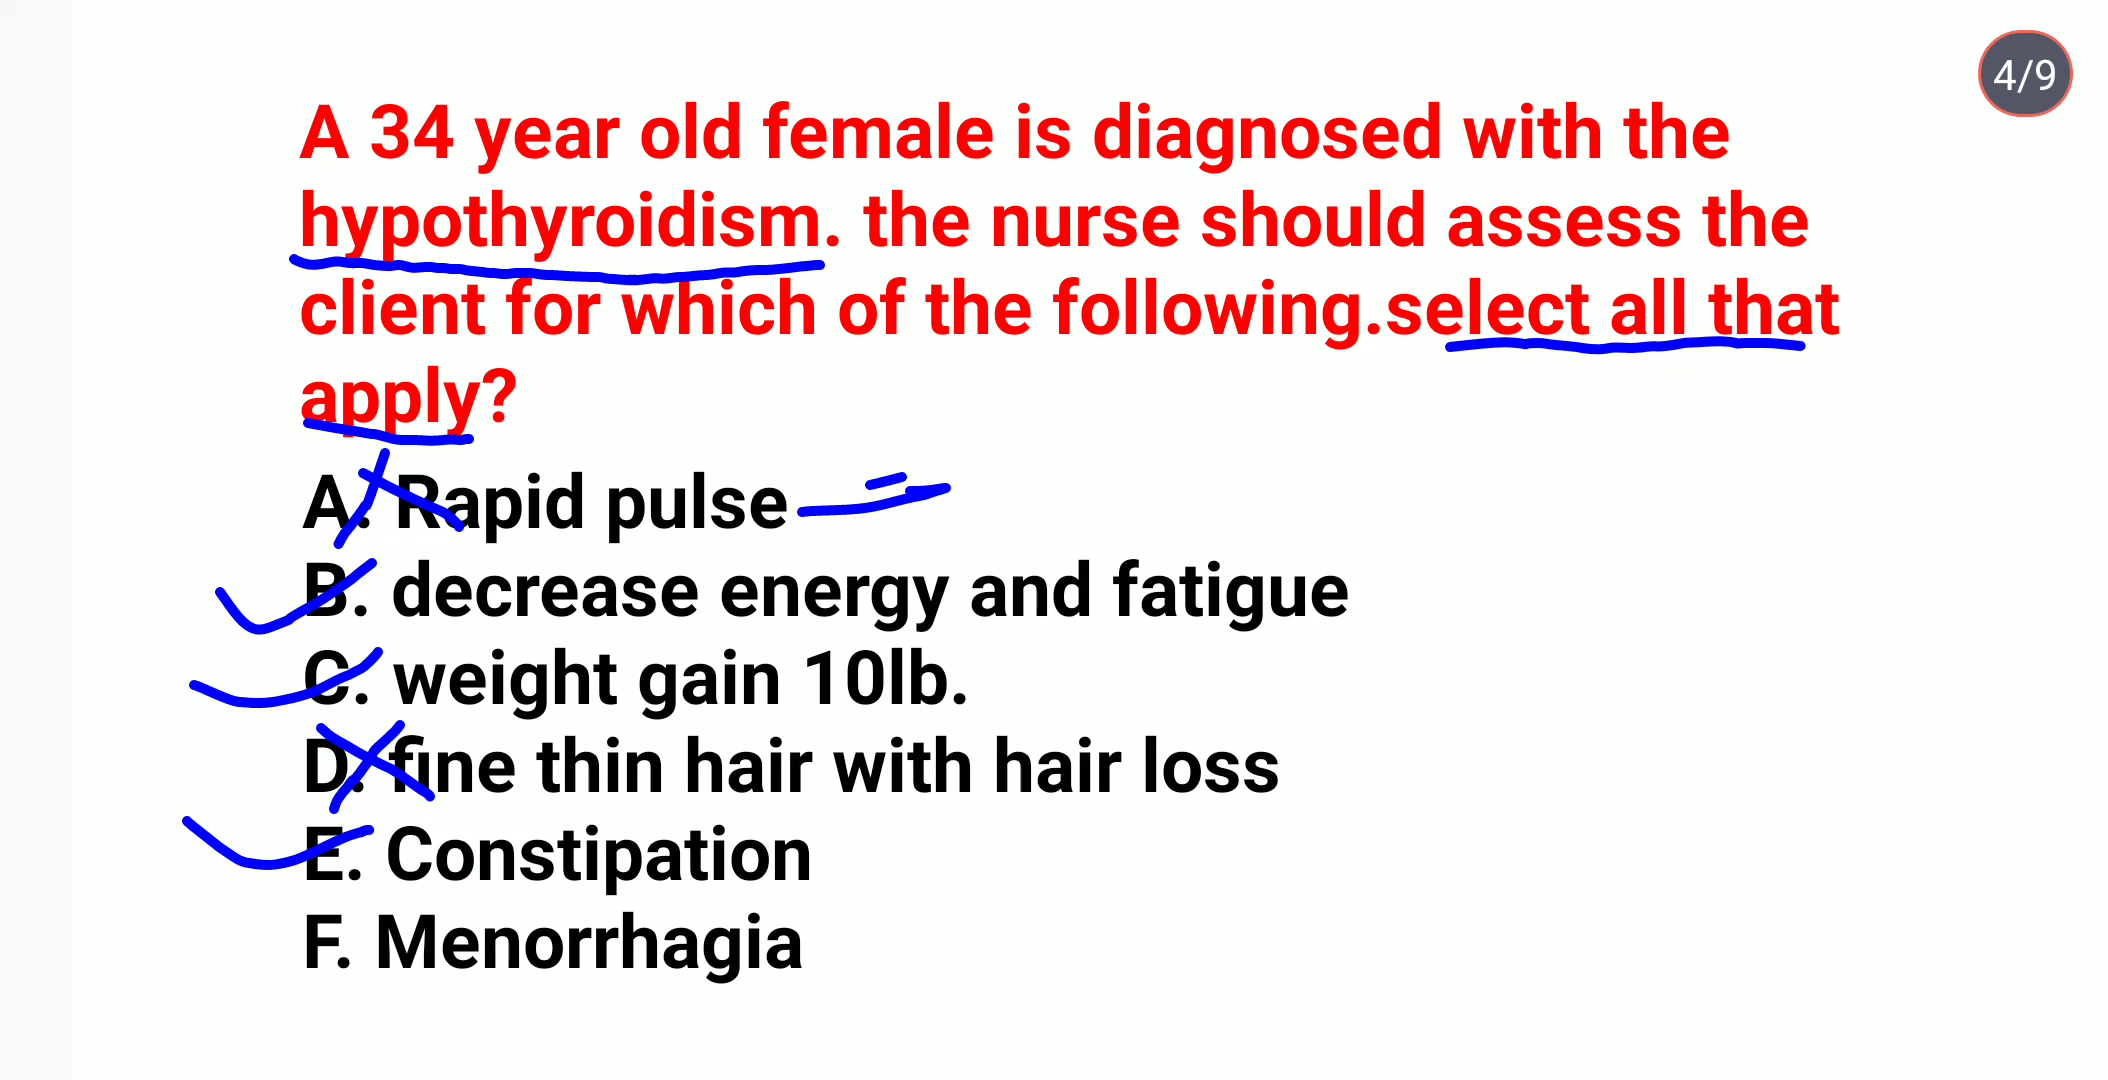 4/9
A 34 year old female is diagnosed with the
hypothyroidism. the nurse should assess the
client for which of the following.select all that
apply?
A. Rapid pulse
B. decrease energy and fatigue
C. weight gain 10lb.
D. fine thin hair with hair loss
E. Constipation
F. Menorrhagia